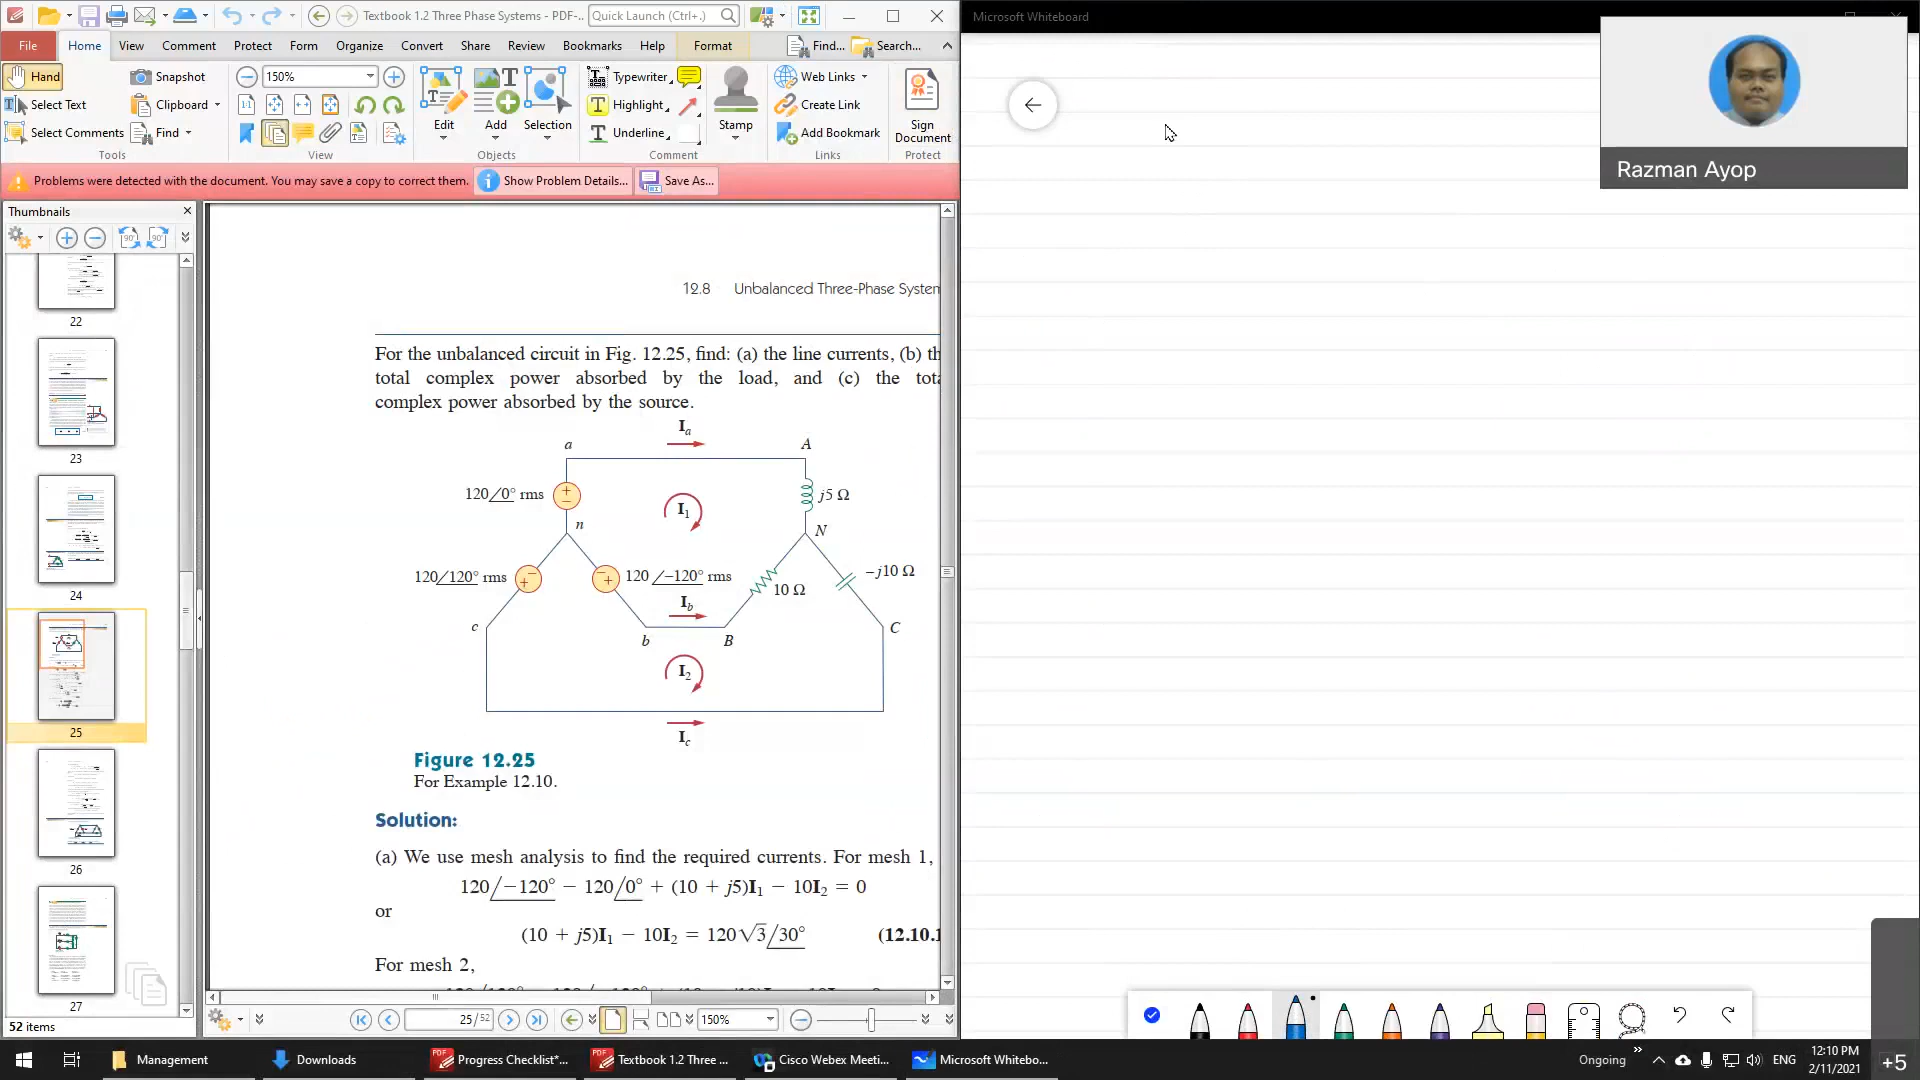 Textbook 1.2 Three Phase Systems - PDF-...
Quick Launch (Ctrl+.)
Microsoft Whiteboard
File Home View Comment Protect Form Organize Convert Share Review Bookmarks Help Format Find... Search...
Hand Snapshot 150% Typewriter Web Links
Select Text Clipboard Highlight Create Link
Select Comments Find Underline Add Bookmark
Edit Add Selection Stamp Sign Document
Tools View Objects Comment Links Protect
Problems were detected with the document. You may save a copy to correct them. Show Problem Details... Save As...
Razman Ayop
Thumbnails
22
23
24
25
26
27
52 items
12.8 Unbalanced Three-Phase System
For the unbalanced circuit in Fig. 12.25, find: (a) the line currents, (b) th
total complex power absorbed by the load, and (c) the tota
complex power absorbed by the source.
Iₐ
a A
120∠0° rms + − I₁ j5 Ω
n N
120∠120° rms + − − + 120∠−120° rms 10 Ω −j10 Ω
I_b
c b B C
I₂
I_c
Figure 12.25
For Example 12.10.
Solution:
(a) We use mesh analysis to find the required currents. For mesh 1,
120∠−120° − 120∠0° + (10 + j5)I₁ − 10I₂ = 0
or
(10 + j5)I₁ − 10I₂ = 120√3∠30° (12.10.1
For mesh 2,
25 / 52 150%
Management Downloads Progress Checklist*... Textbook 1.2 Three ... Cisco Webex Meeti... Microsoft Whitebo... Ongoing » ENG 12:10 PM
2/11/2021
+5